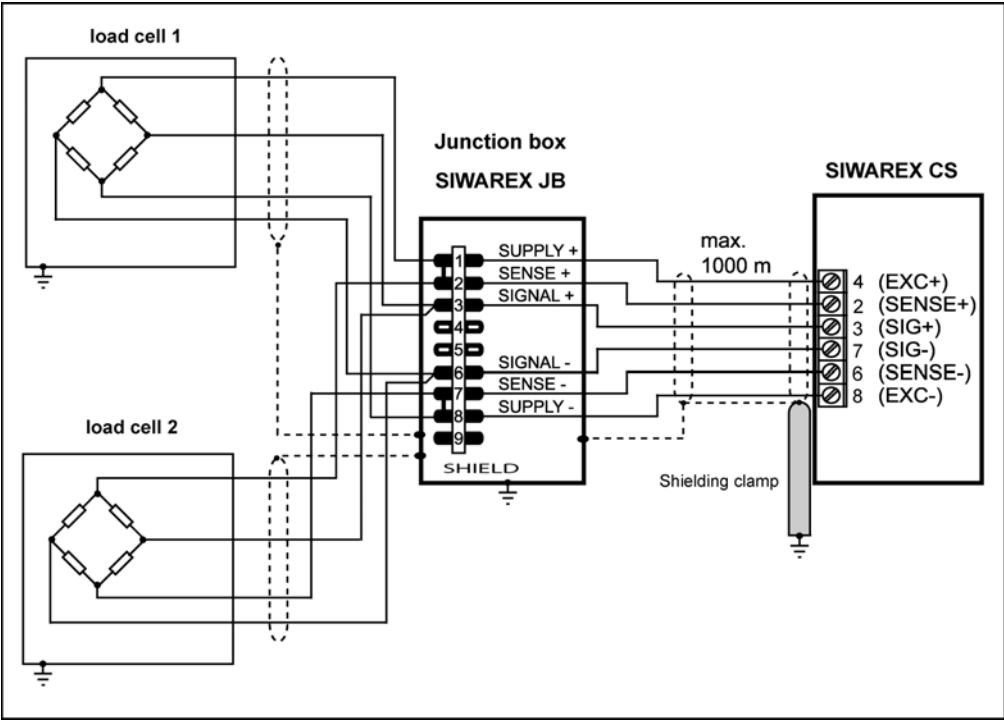 load cell 1
Junction box
SIWAREX JB
SIWAREX CS
max.
1000 m
1 SUPPLY +
2 SENSE +
3 SIGNAL +
4
5
6 SIGNAL -
7 SENSE -
8 SUPPLY -
9
SHIELD
4 (EXC+)
2 (SENSE+)
3 (SIG+)
7 (SIG-)
6 (SENSE-)
8 (EXC-)
load cell 2
Shielding clamp